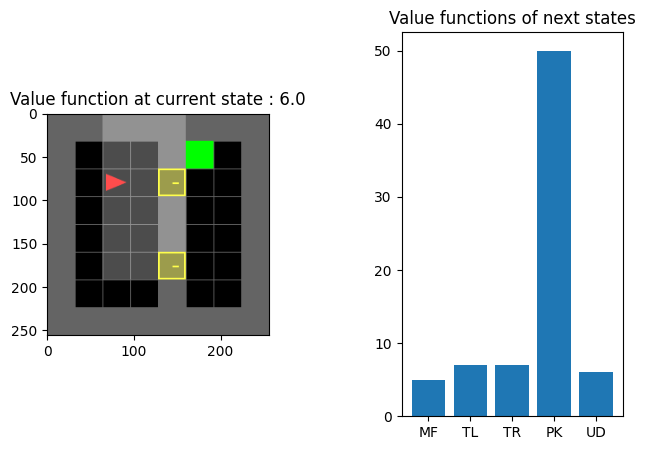 Value function at current state : 6.0
0
50
100
150
200
250
0
100
200
Value functions of next states
50
40
30
20
10
0
MF
TL
TR
PK
UD